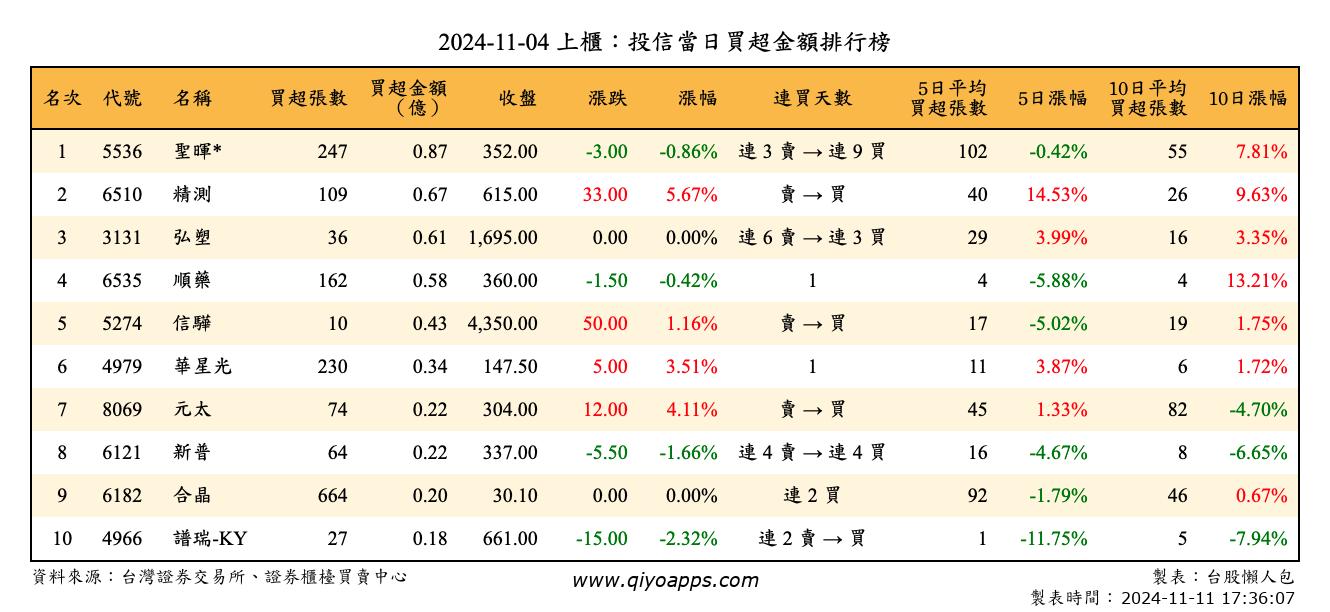 2024-11-04 上櫃：投信當日買超金額排行榜
名次 代號 名稱 買超張數 買超金額（億） 收盤 漲跌 漲幅 連買天數 5日平均買超張數 5日漲幅 10日平均買超張數 10日漲幅
1 5536 聖暉* 247 0.87 352.00 -3.00 -0.86% 連 3 賣 → 連 9 買 102 -0.42% 55 7.81%
2 6510 精測 109 0.67 615.00 33.00 5.67% 賣 → 買 40 14.53% 26 9.63%
3 3131 弘塑 36 0.61 1,695.00 0.00 0.00% 連 6 賣 → 連 3 買 29 3.99% 16 3.35%
4 6535 順藥 162 0.58 360.00 -1.50 -0.42% 1 4 -5.88% 4 13.21%
5 5274 信驊 10 0.43 4,350.00 50.00 1.16% 賣 → 買 17 -5.02% 19 1.75%
6 4979 華星光 230 0.34 147.50 5.00 3.51% 1 11 3.87% 6 1.72%
7 8069 元太 74 0.22 304.00 12.00 4.11% 賣 → 買 45 1.33% 82 -4.70%
8 6121 新普 64 0.22 337.00 -5.50 -1.66% 連 4 賣 → 連 4 買 16 -4.67% 8 -6.65%
9 6182 合晶 664 0.20 30.10 0.00 0.00% 連 2 買 92 -1.79% 46 0.67%
10 4966 譜瑞-KY 27 0.18 661.00 -15.00 -2.32% 連 2 賣 → 買 1 -11.75% 5 -7.94%
資料來源：台灣證券交易所、證券櫃檯買賣中心 www.qiyoapps.com 製表：台股懶人包
製表時間：2024-11-11 17:36:07